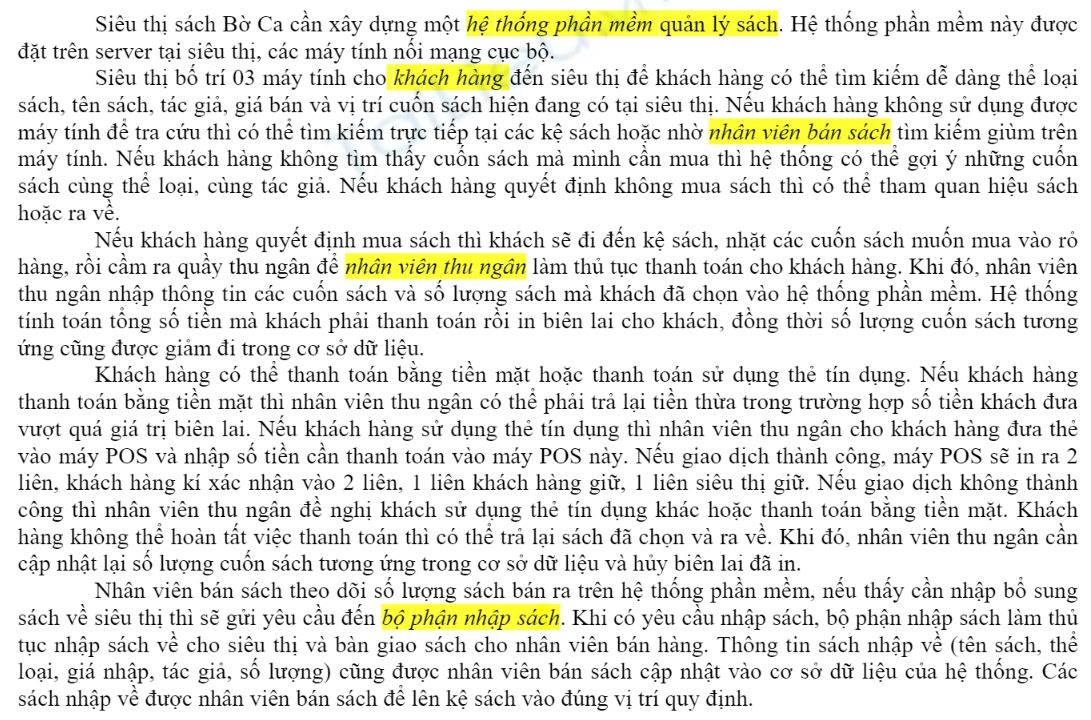 Siêu thị sách Bờ Ca cần xây dựng một hệ thống phần mềm quản lý sách. Hệ thống phần mềm này được
đặt trên server tại siêu thị, các máy tính nối mạng cục bộ.
Siêu thị bố trí 03 máy tính cho khách hàng đến siêu thị để khách hàng có thể tìm kiếm dễ dàng thể loại
sách, tên sách, tác giả, giá bán và vị trí cuốn sách hiện đang có tại siêu thị. Nếu khách hàng không sử dụng được
máy tính để tra cứu thì có thể tìm kiếm trực tiếp tại các kệ sách hoặc nhờ nhân viên bán sách tìm kiếm giùm trên
máy tính. Nếu khách hàng không tìm thấy cuốn sách mà mình cần mua thì hệ thống có thể gợi ý những cuốn
sách cùng thể loại, cùng tác giả. Nếu khách hàng quyết định không mua sách thì có thể tham quan hiệu sách
hoặc ra về.
Nếu khách hàng quyết định mua sách thì khách sẽ đi đến kệ sách, nhặt các cuốn sách muốn mua vào rỏ
hàng, rồi cầm ra quầy thu ngân để nhân viên thu ngân làm thủ tục thanh toán cho khách hàng. Khi đó, nhân viên
thu ngân nhập thông tin các cuốn sách và số lượng sách mà khách đã chọn vào hệ thống phần mềm. Hệ thống
tính toán tổng số tiền mà khách phải thanh toán rồi in biên lai cho khách, đồng thời số lượng cuốn sách tương
ứng cũng được giảm đi trong cơ sở dữ liệu.
Khách hàng có thể thanh toán bằng tiền mặt hoặc thanh toán sử dụng thẻ tín dụng. Nếu khách hàng
thanh toán bằng tiền mặt thì nhân viên thu ngân có thể phải trả lại tiền thừa trong trường hợp số tiền khách đưa
vượt quá giá trị biên lai. Nếu khách hàng sử dụng thẻ tín dụng thì nhân viên thu ngân cho khách hàng đưa thẻ
vào máy POS và nhập số tiền cần thanh toán vào máy POS này. Nếu giao dịch thành công, máy POS sẽ in ra 2
liên, khách hàng kí xác nhận vào 2 liên, 1 liên khách hàng giữ, 1 liên siêu thị giữ. Nếu giao dịch không thành
công thì nhân viên thu ngân đề nghị khách sử dụng thẻ tín dụng khác hoặc thanh toán bằng tiền mặt. Khách
hàng không thể hoàn tất việc thanh toán thì có thể trả lại sách đã chọn và ra về. Khi đó, nhân viên thu ngân cần
cập nhật lại số lượng cuốn sách tương ứng trong cơ sở dữ liệu và hủy biên lai đã in.
Nhân viên bán sách theo dõi số lượng sách bán ra trên hệ thống phần mềm, nếu thấy cần nhập bổ sung
sách về siêu thị thì sẽ gửi yêu cầu đến bộ phận nhập sách. Khi có yêu cầu nhập sách, bộ phận nhập sách làm thủ
tục nhập sách về cho siêu thị và bàn giao sách cho nhân viên bán hàng. Thông tin sách nhập về (tên sách, thể
loại, giá nhập, tác giả, số lượng) cũng được nhân viên bán sách cập nhật vào cơ sở dữ liệu của hệ thống. Các
sách nhập về được nhân viên bán sách để lên kệ sách vào đúng vị trí quy định.